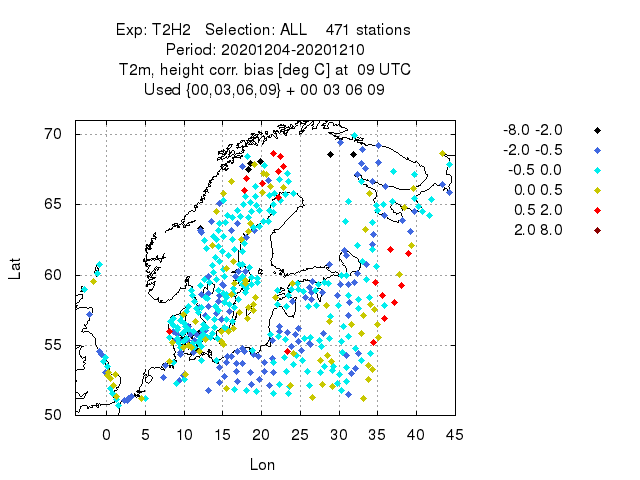 Exp: T2H2 Selection: ALL 471 stations
Period: 20201204-20201210
T2m, height corr. bias [deg C] at 09 UTC
Used {00,03,06,09} + 00 03 06 09
-8.0 -2.0
-2.0 -0.5
-0.5 0.0
0.0 0.5
0.5 2.0
2.0 8.0
70
65
60
55
50
Lat
0 5 10 15 20 25 30 35 40 45
Lon